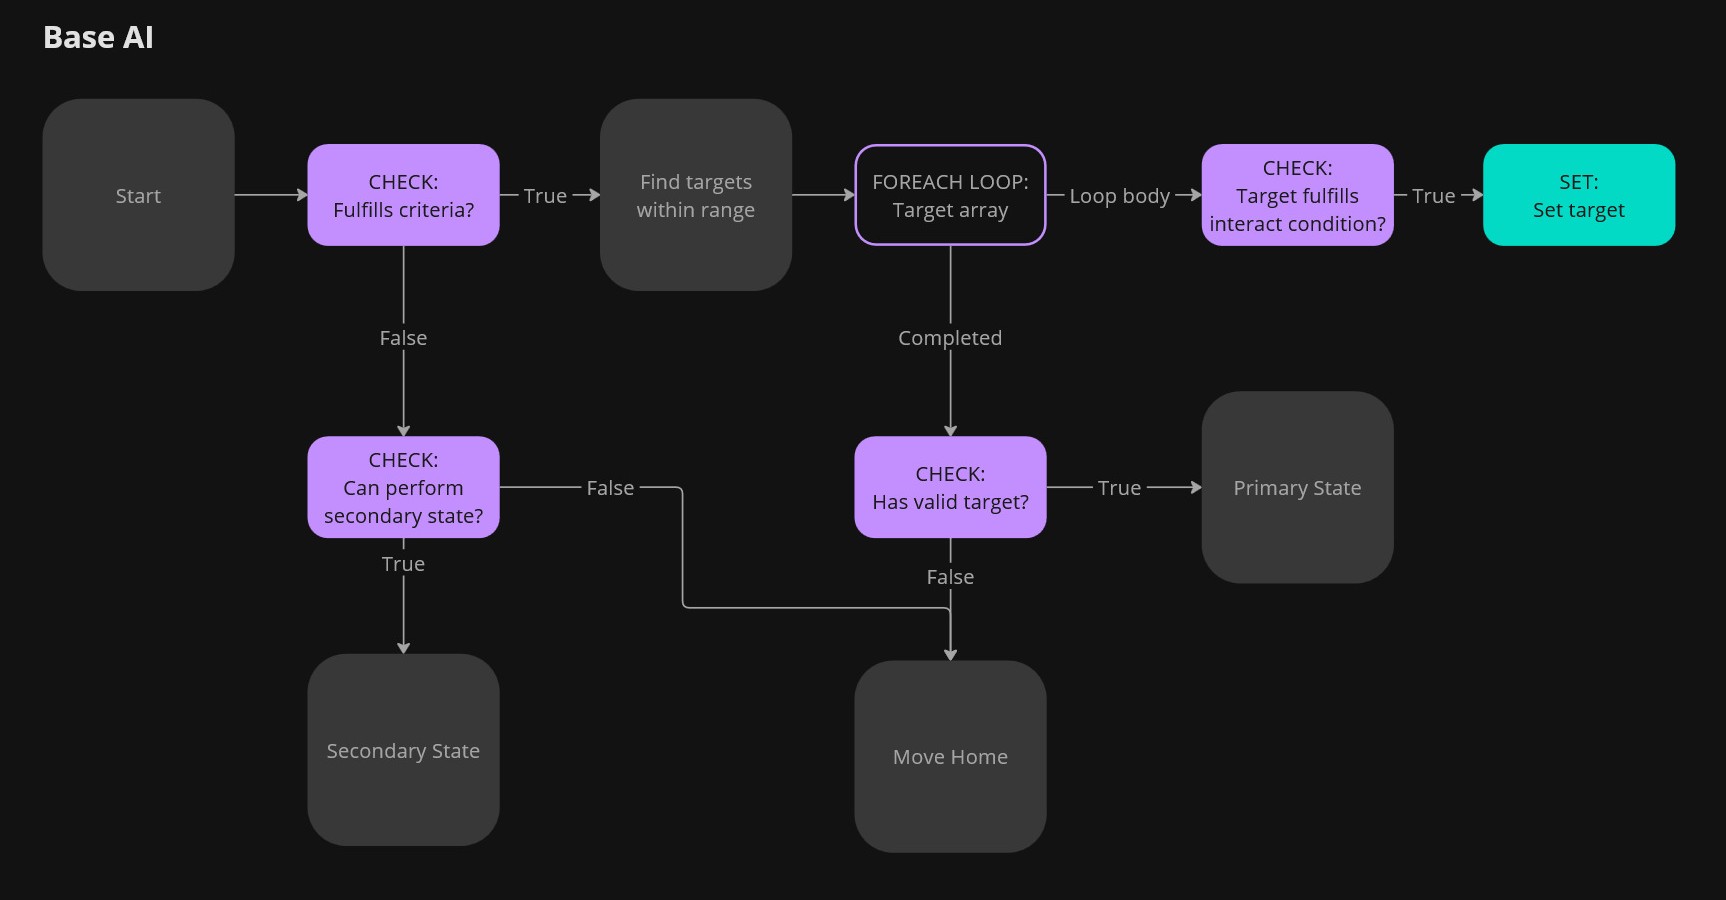 Base AI
Start
CHECK:
Fulfills criteria?
True
Find targets
within range
FOREACH LOOP:
Target array
Loop body
CHECK:
Target fulfills
interact condition?
True
SET:
Set target
False
Completed
CHECK:
Can perform
secondary state?
False
CHECK:
Has valid target?
True
Primary State
True
False
Secondary State
Move Home